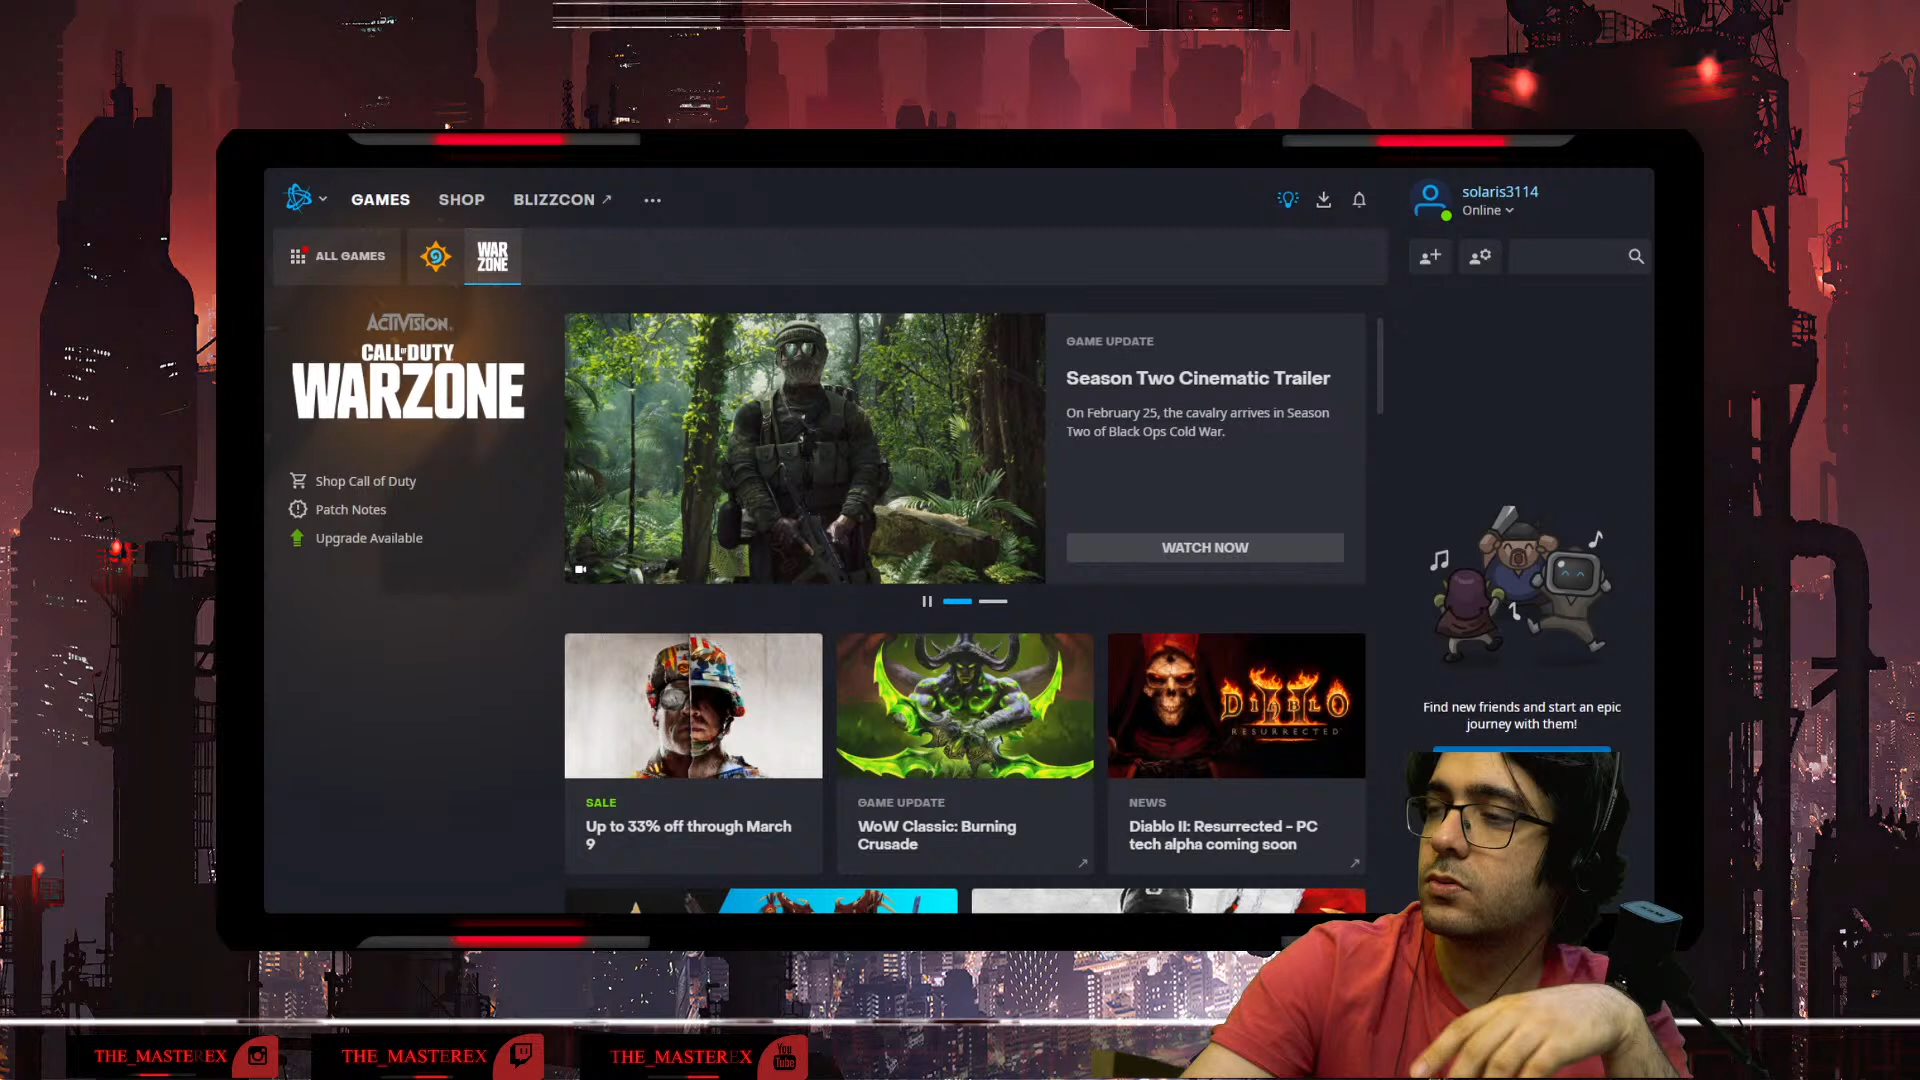 GAMES SHOP BLIZZCON
solaris3114
Online
ALL GAMES
WAR
ZONE
ACTIVISION
CALL OF DUTY
WARZONE
Shop Call of Duty
Patch Notes
Upgrade Available
GAME UPDATE
Season Two Cinematic Trailer
On February 25, the cavalry arrives in Season
Two of Black Ops Cold War.
WATCH NOW
DIABLO
II
RESURRECTED
SALE
Up to 33% off through March
9
GAME UPDATE
WoW Classic: Burning
Crusade
NEWS
Diablo II: Resurrected - PC
tech alpha coming soon
Find new friends and start an epic
journey with them!
THE_MASTEREX
THE_MASTEREX
THE_MASTEREX
You
Tube